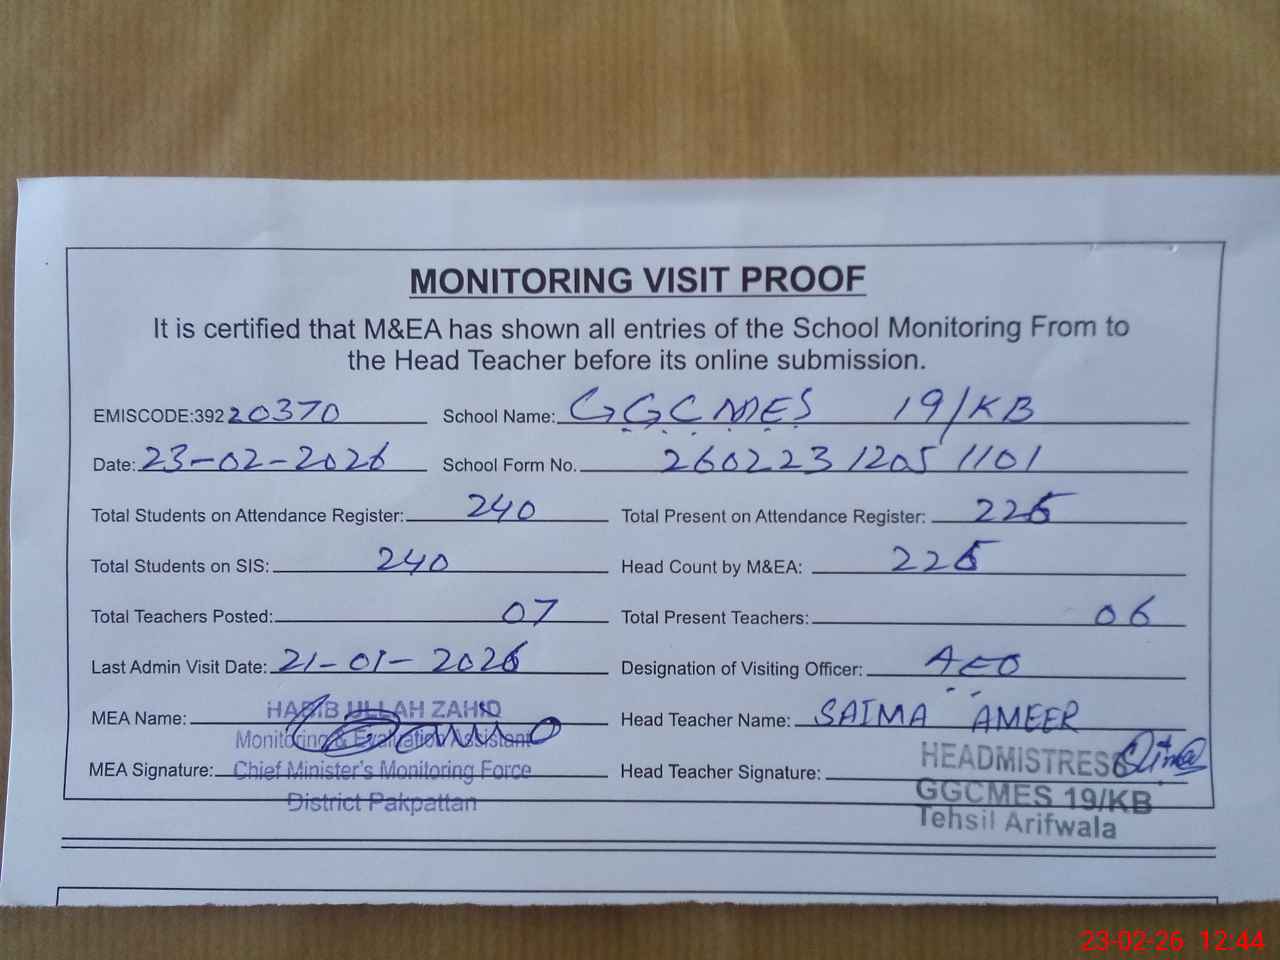 MONITORING VISIT PROOF
It is certified that M&EA has shown all entries of the School Monitoring From to
the Head Teacher before its online submission.
EMISCODE:39220370 School Name: GGCMES 19/KB
Date: 23-02-2026 School Form No. 260223 1205 1101
Total Students on Attendance Register: 240 Total Present on Attendance Register: 226
Total Students on SIS: 240 Head Count by M&EA: 226
Total Teachers Posted: 07 Total Present Teachers: 06
Last Admin Visit Date: 21-01-2026 Designation of Visiting Officer: AEO
MEA Name: HABIB ULLAH ZAHID Head Teacher Name: SAIMA AMEER
Monitoring & Evaluation Assistant
MEA Signature: Chief Minister's Monitoring Force Head Teacher Signature: HEADMISTRESS
District Pakpattan GGCMES 19/KB
Tehsil Arifwala
23-02-26 12:44